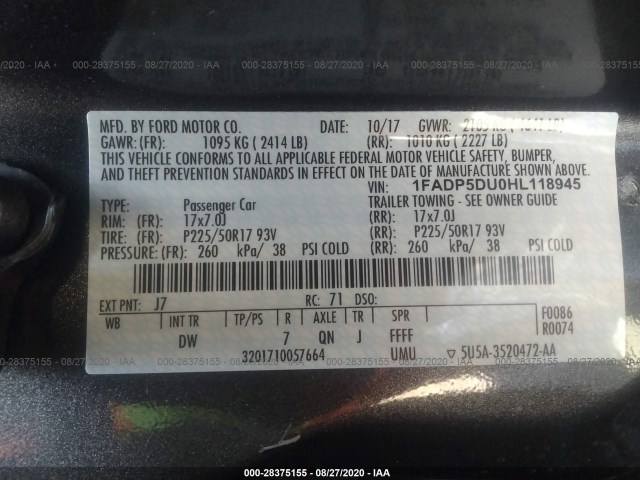 000-28375155 - 08/27/2020 - IAA
MFD. BY FORD MOTOR CO. DATE: 10/17 GVWR:
GAWR: (FR): 1095 KG ( 2414 LB) (RR): 1010 KG ( 2227 LB)
THIS VEHICLE CONFORMS TO ALL APPLICABLE FEDERAL MOTOR VEHICLE SAFETY, BUMPER,
AND THEFT PREVENTION STANDARDS IN EFFECT ON THE DATE OF MANUFACTURE SHOWN ABOVE.
VIN: 1FADP5DU0HL118945
TYPE: Passenger Car TRAILER TOWING - SEE OWNER GUIDE
RIM: (FR): 17x7.0J (RR): 17x7.0J
TIRE: (FR): P225/50R17 93V (RR): P225/50R17 93V
PRESSURE: (FR): 260 kPa/ 38 PSI COLD (RR): 260 kPa/ 38 PSI COLD
EXT PNT: J7 RC: 71 DSO:
WB INT TR TP/PS R AXLE TR SPR F0086
R0074
DW 7 QN J FFFF
3201710057664 UMU ▽ 5U5A-3520472-AA
000-28375155 - 08/27/2020 - IAA